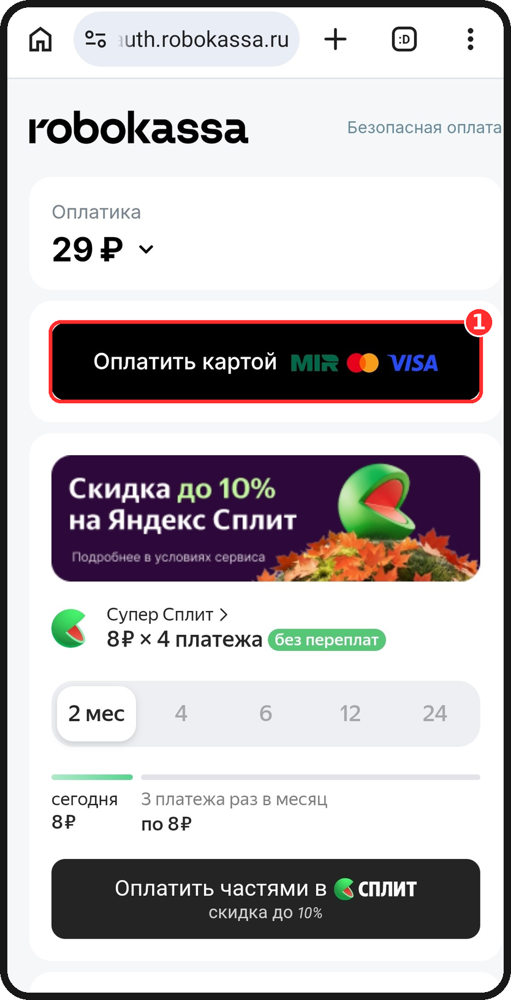 auth.robokassa.ru
:D
robokassa
Безопасная оплата
Оплатика
29 ₽
1
Оплатить картой MIR VISA
Скидка до 10%
на Яндекс Сплит
Подробнее в условиях сервиса
Супер Сплит
8₽ × 4 платежа без переплат
2 мес 4 6 12 24
сегодня
8₽
3 платежа раз в месяц
по 8₽
Оплатить частями в СПЛИТ
скидка до 10%